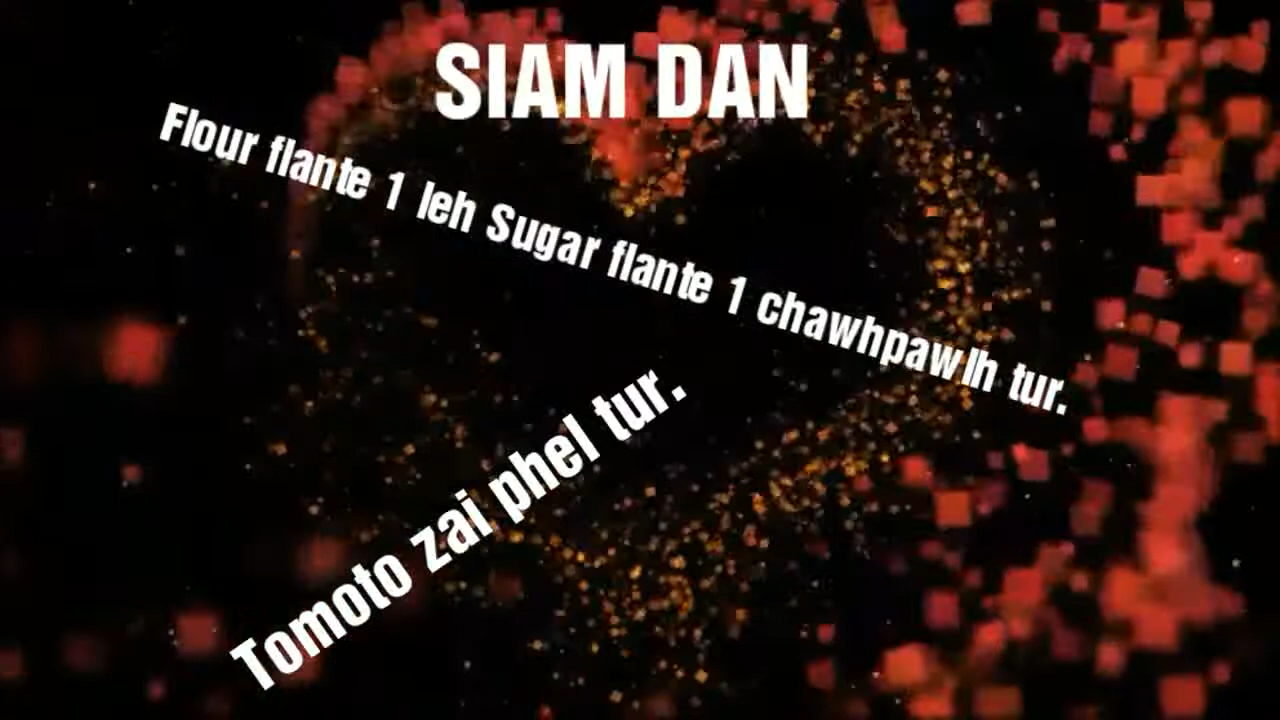 SIAM DAN
Flour flante 1 leh Sugar flante 1 chawhpawlh tur.
Tomoto zai phel tur.